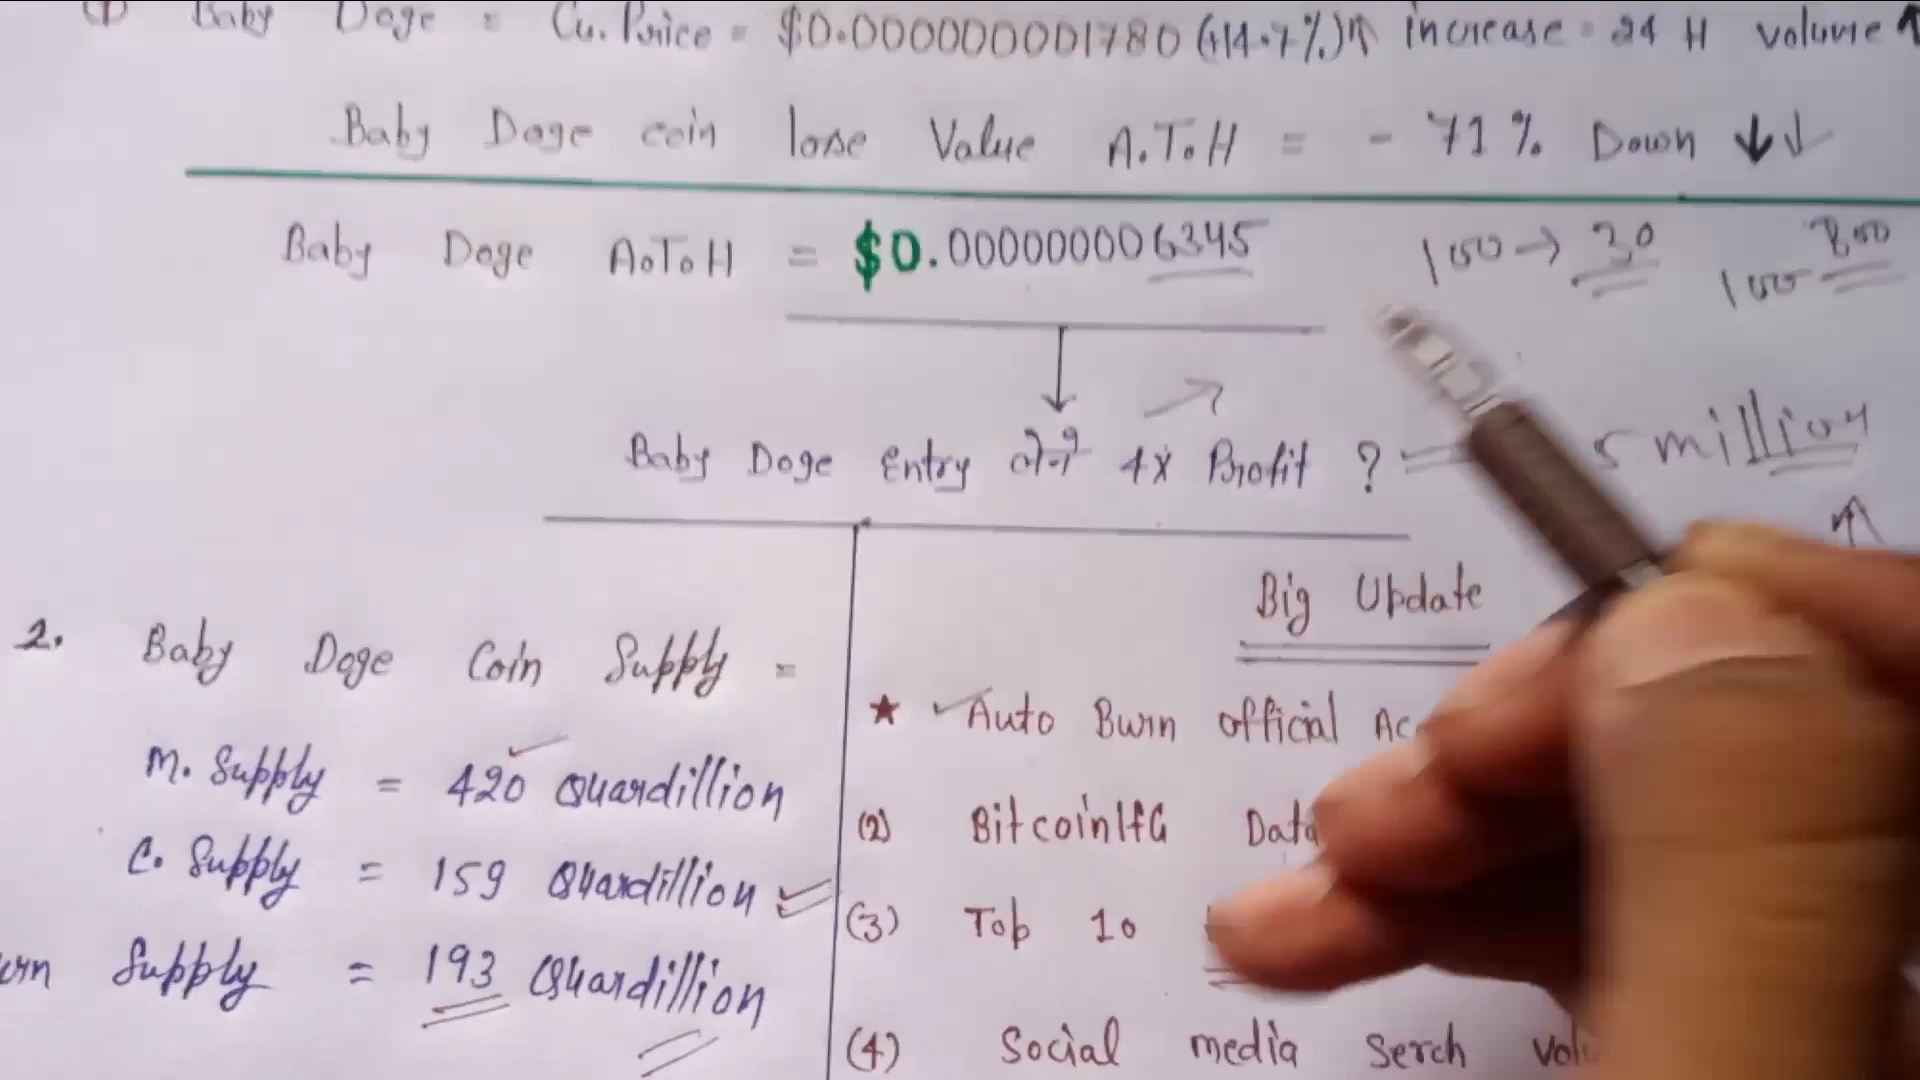 (1) Baby Doge = Cu. Price = $0.000000001780 (+14.7%)↑ increase = 24 H volume ↑
Baby Doge coin lose Value A.T.H = - 71% Down ↓↓
Baby Doge A.T.H = $0.000000006345
100 → 30
100 800
Baby Doge Entry 4x Profit ? =
5 million
2. Baby Doge Coin Supply =
M. Supply = 420 Quardillion
C. Supply = 159 Quardillion
Supply = 193 Quardillion
Big Update
★ Auto Burn official
(2) Data
(3) Top 10
(4) Social media Serch